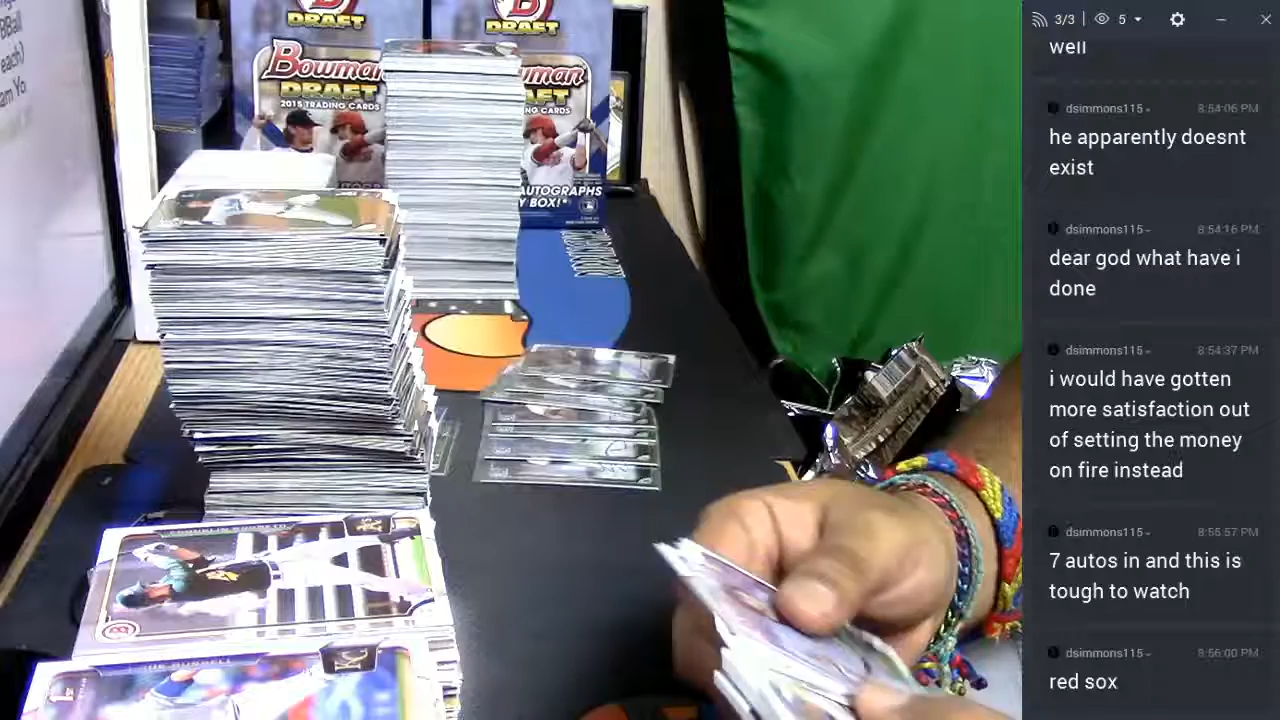 BBall
each)
DRAFT
DRAFT
Bowman
DRAFT
2015 TRADING CARDS
DRAFT
AUTOGRAPHS
Y BOX!*
KC
3/3
5
well
dsimmons115
8:54:06 PM
he apparently doesnt
exist
dsimmons115
8:54:16 PM
dear god what have i
done
dsimmons115
8:54:37 PM
i would have gotten
more satisfaction out
of setting the money
on fire instead
dsimmons115
8:55:57 PM
7 autos in and this is
tough to watch
dsimmons115
8:56:00 PM
red sox